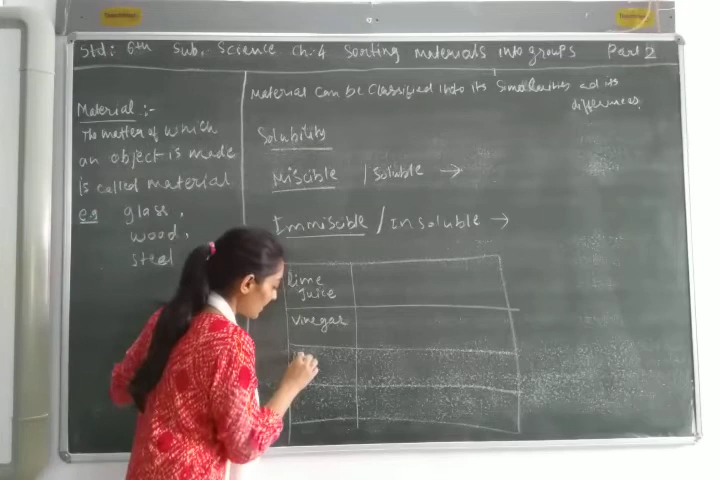 Std: 6th Sub. Science Ch:4 Sorting materials into groups Part 2
Material can be Classified into its Similarities ad its
differences
Material :-
The matter of which
an object is made
is called material
e.g glass,
wood,
steel
Solubility
Miscible / Soluble →
Immiscible / Insoluble →
Lime
Juice
Vinegar